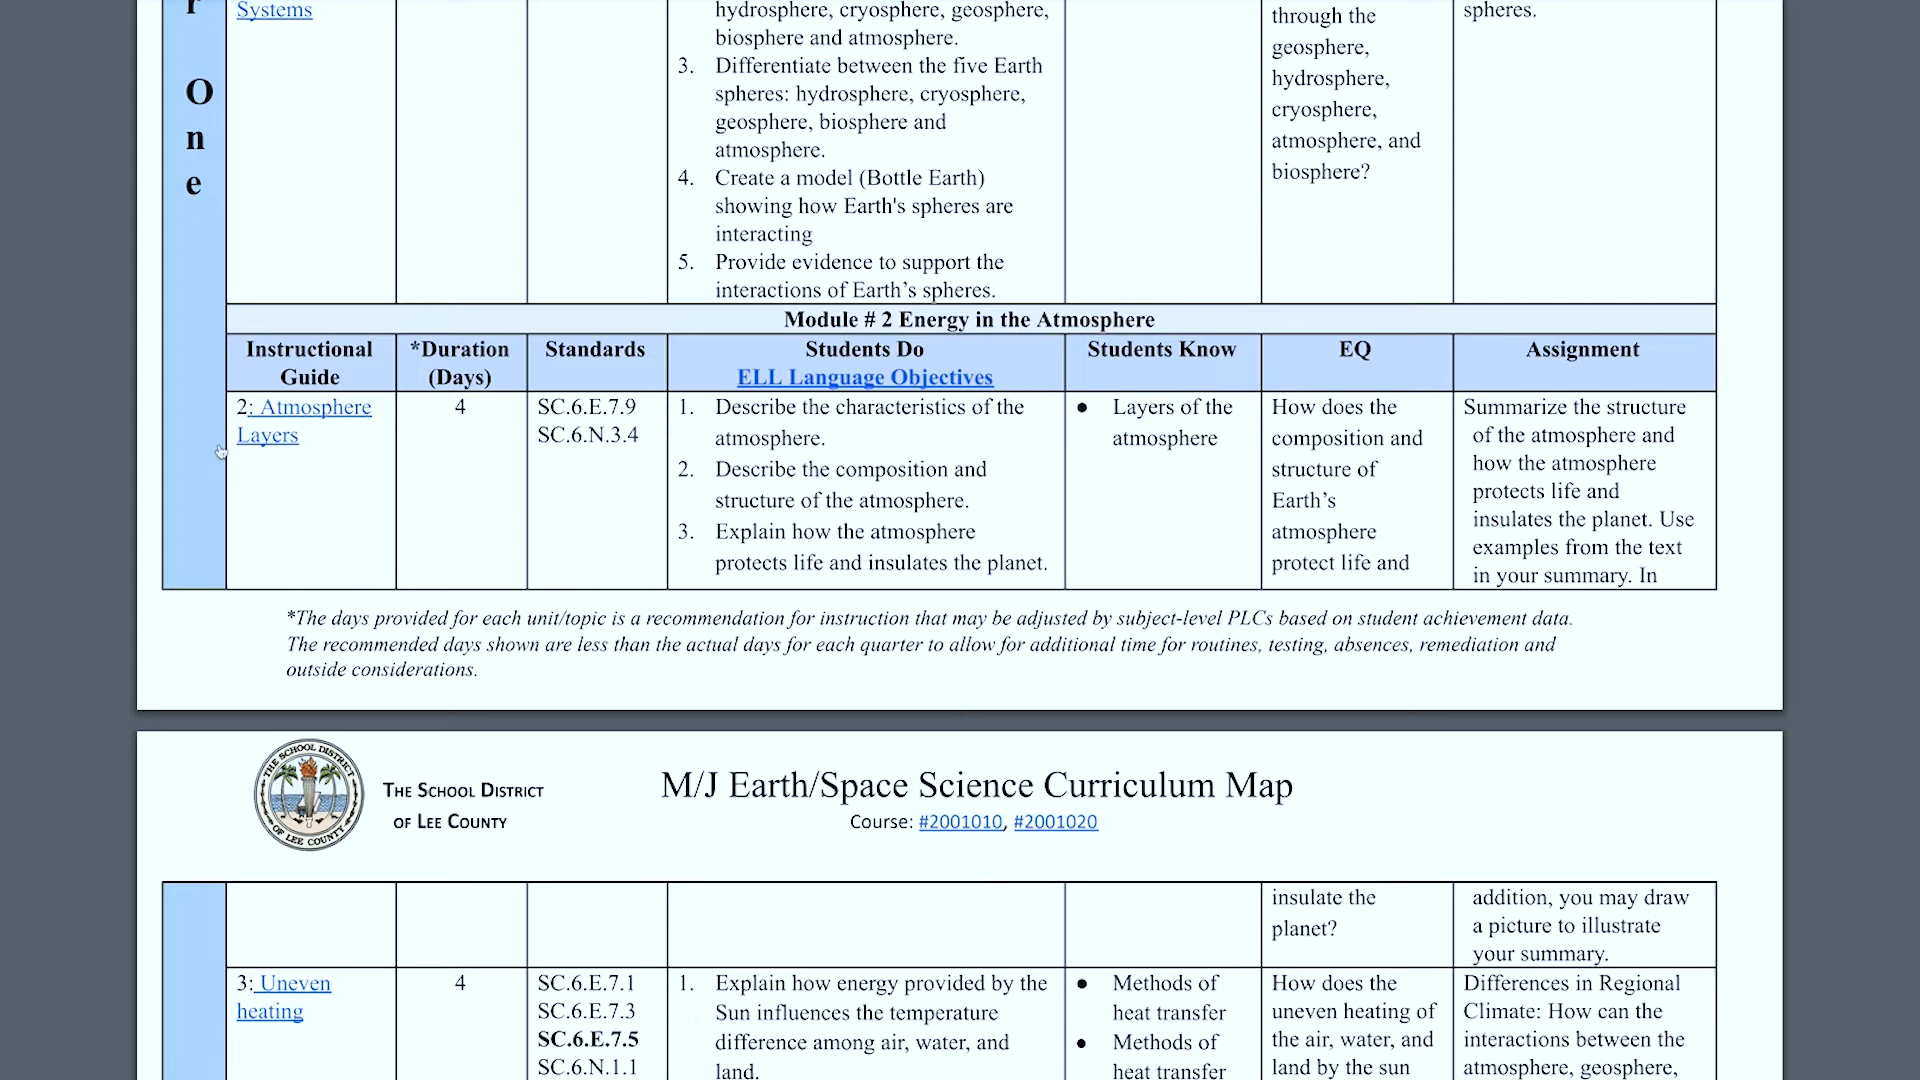 r
O
n
e
Systems
hydrosphere, cryosphere, geosphere,
biosphere and atmosphere.
3. Differentiate between the five Earth
spheres: hydrosphere, cryosphere,
geosphere, biosphere and
atmosphere.
4. Create a model (Bottle Earth)
showing how Earth's spheres are
interacting
5. Provide evidence to support the
interactions of Earth’s spheres.
through the
geosphere,
hydrosphere,
cryosphere,
atmosphere, and
biosphere?
spheres.
Module # 2 Energy in the Atmosphere
Instructional
Guide
*Duration
(Days)
Standards
Students Do
ELL Language Objectives
Students Know
EQ
Assignment
2: Atmosphere
Layers
4
SC.6.E.7.9
SC.6.N.3.4
1. Describe the characteristics of the
atmosphere.
2. Describe the composition and
structure of the atmosphere.
3. Explain how the atmosphere
protects life and insulates the planet.
● Layers of the
atmosphere
How does the
composition and
structure of
Earth’s
atmosphere
protect life and
Summarize the structure
of the atmosphere and
how the atmosphere
protects life and
insulates the planet. Use
examples from the text
in your summary. In
*The days provided for each unit/topic is a recommendation for instruction that may be adjusted by subject-level PLCs based on student achievement data.
The recommended days shown are less than the actual days for each quarter to allow for additional time for routines, testing, absences, remediation and
outside considerations.
THE SCHOOL DISTRICT
OF LEE COUNTY
THE SCHOOL DISTRICT
OF LEE COUNTY
M/J Earth/Space Science Curriculum Map
Course: #2001010, #2001020
insulate the
planet?
addition, you may draw
a picture to illustrate
your summary.
3: Uneven
heating
4
SC.6.E.7.1
SC.6.E.7.3
SC.6.E.7.5
SC.6.N.1.1
1. Explain how energy provided by the
Sun influences the temperature
difference among air, water, and
land.
● Methods of
heat transfer
● Methods of
heat transfer
How does the
uneven heating of
the air, water, and
land by the sun
Differences in Regional
Climate: How can the
interactions between the
atmosphere, geosphere,